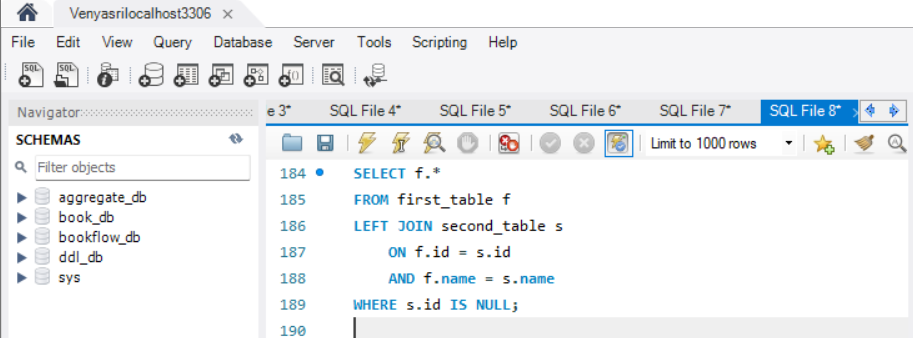 Venyasrilocalhost3306 ×
File Edit View Query Database Server Tools Scripting Help
SQL SQL
Navigator
e 3* SQL File 4* SQL File 5* SQL File 6* SQL File 7* SQL File 8*
SCHEMAS
Limit to 1000 rows
Filter objects
aggregate_db
book_db
bookflow_db
ddl_db
sys
184 SELECT f.*
185 FROM first_table f
186 LEFT JOIN second_table s
187 ON f.id = s.id
188 AND f.name = s.name
189 WHERE s.id IS NULL;
190